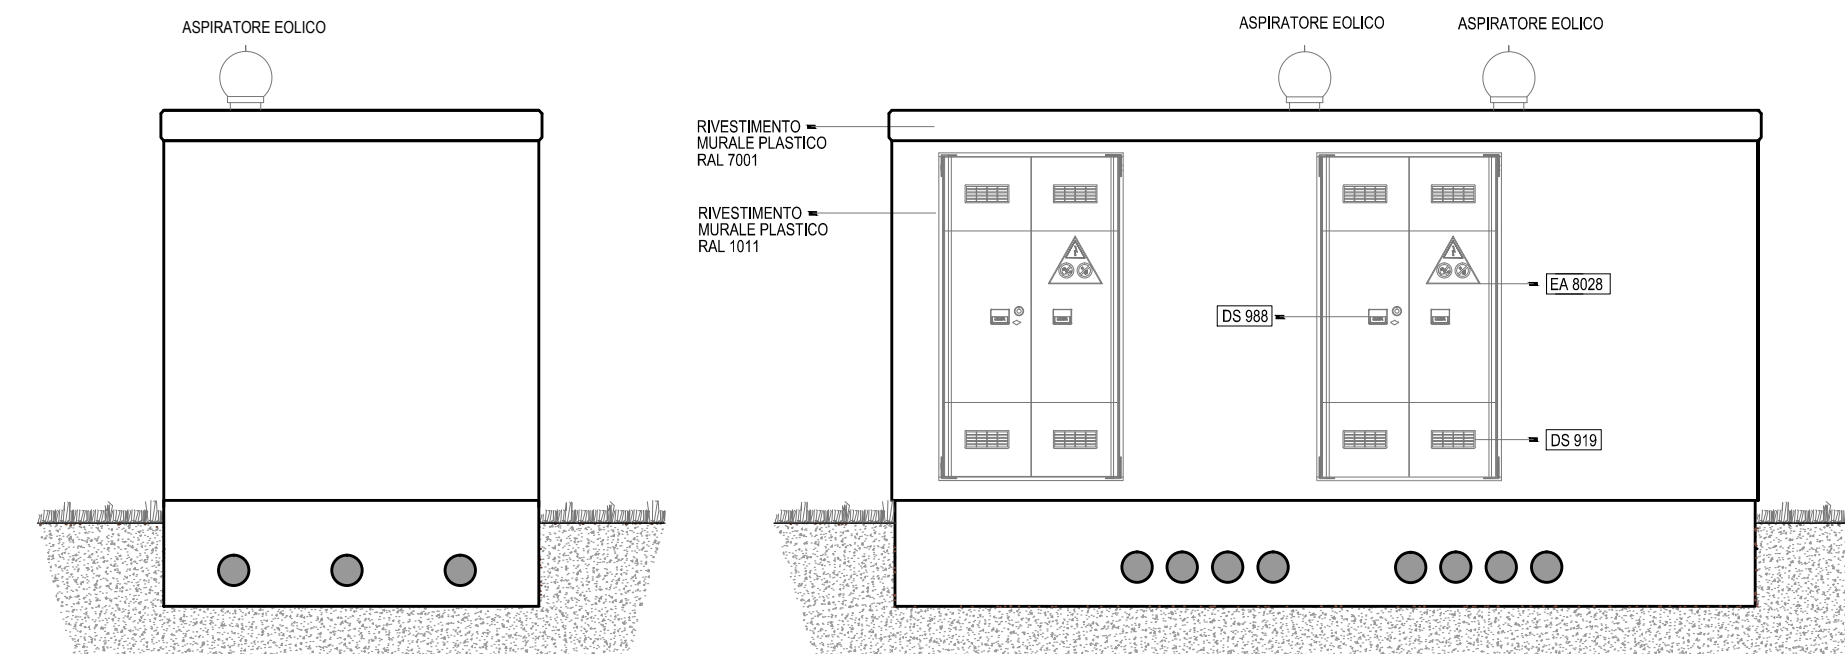 ASPIRATORE EOLICO
ASPIRATORE EOLICO
ASPIRATORE EOLICO
RIVESTIMENTO
MURALE PLASTICO
RAL 7001
RIVESTIMENTO
MURALE PLASTICO
RAL 1011
EA 8028
DS 988
DS 919